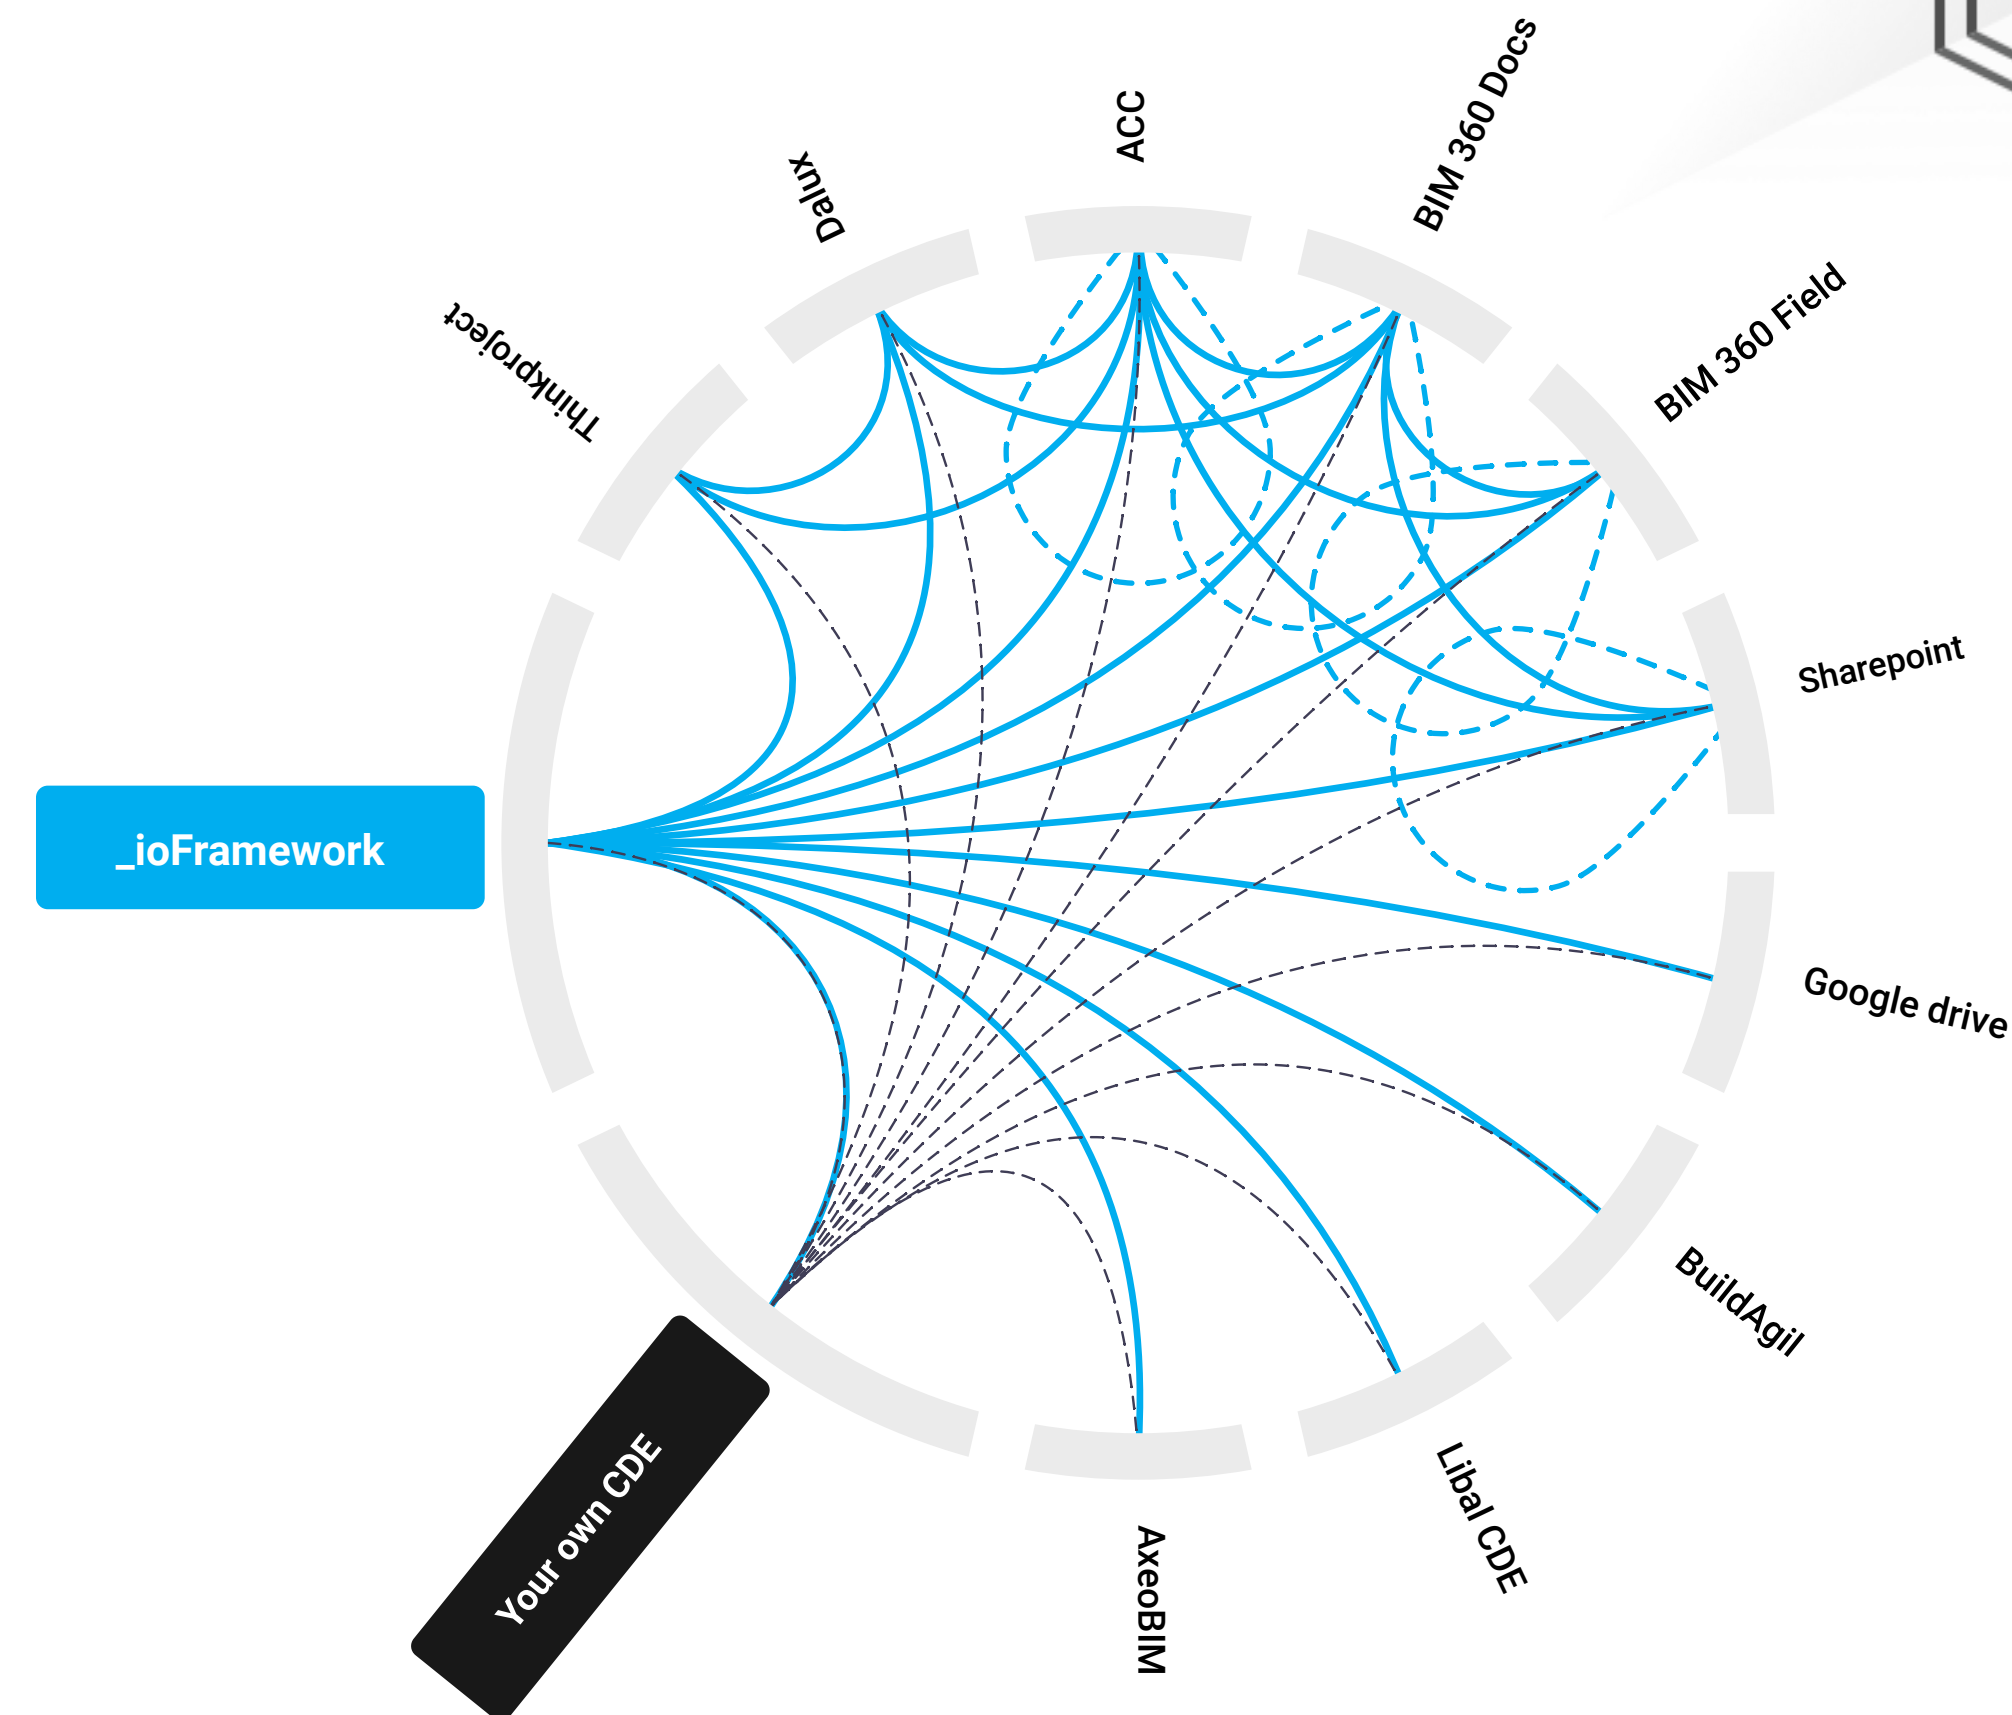 ACC
BIM 360 Docs
Dalux
BIM 360 Field
Thinkproject
Sharepoint
_ioFramework
Google drive
BuildAgil
Your own CDE
Libal CDE
AxeoBIM